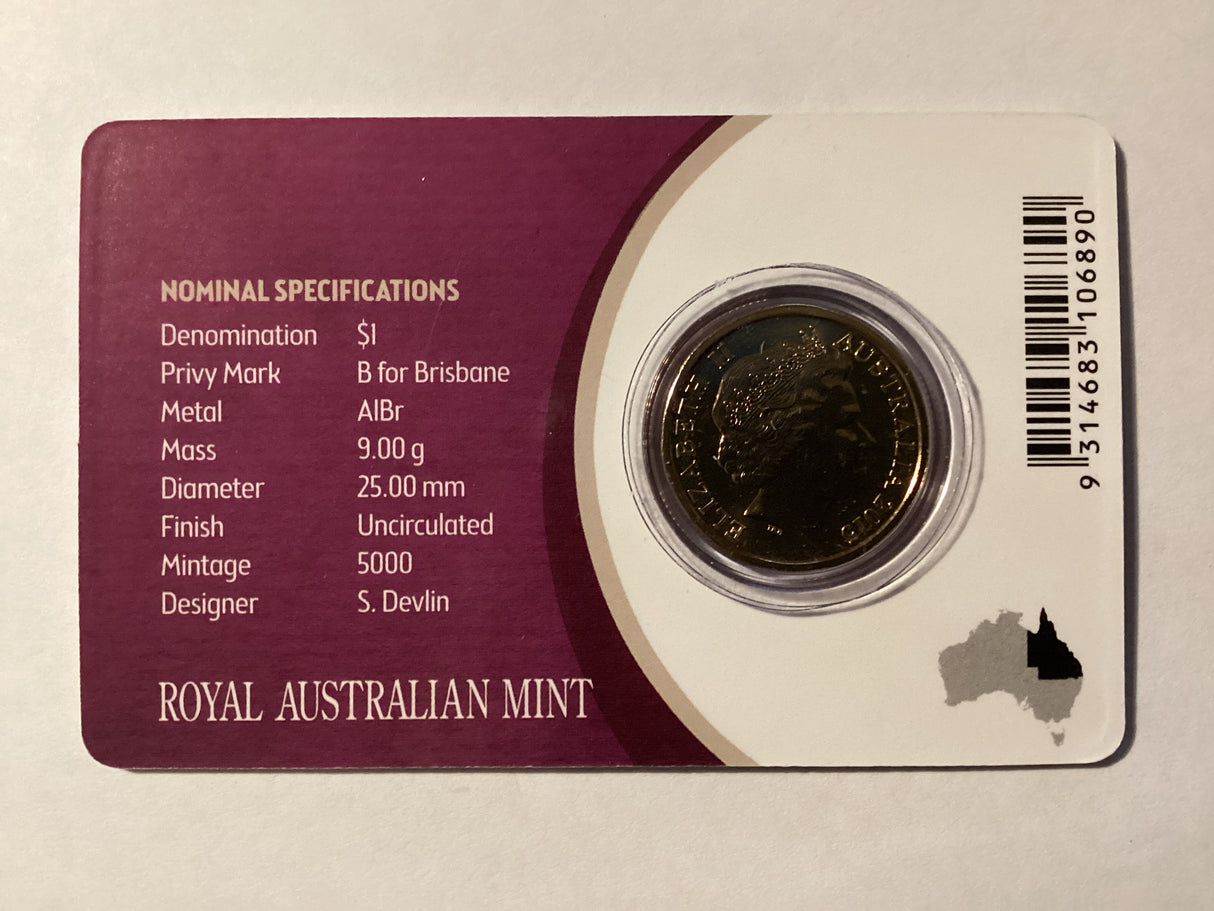 NOMINAL SPECIFICATIONS
Denomination $1
Privy Mark B for Brisbane
Metal AlBr
Mass 9.00 g
Diameter 25.00 mm
Finish Uncirculated
Mintage 5000
Designer S. Devlin
ROYAL AUSTRALIAN MINT
ELIZABETH II AUSTRALIA
9 314683 106890